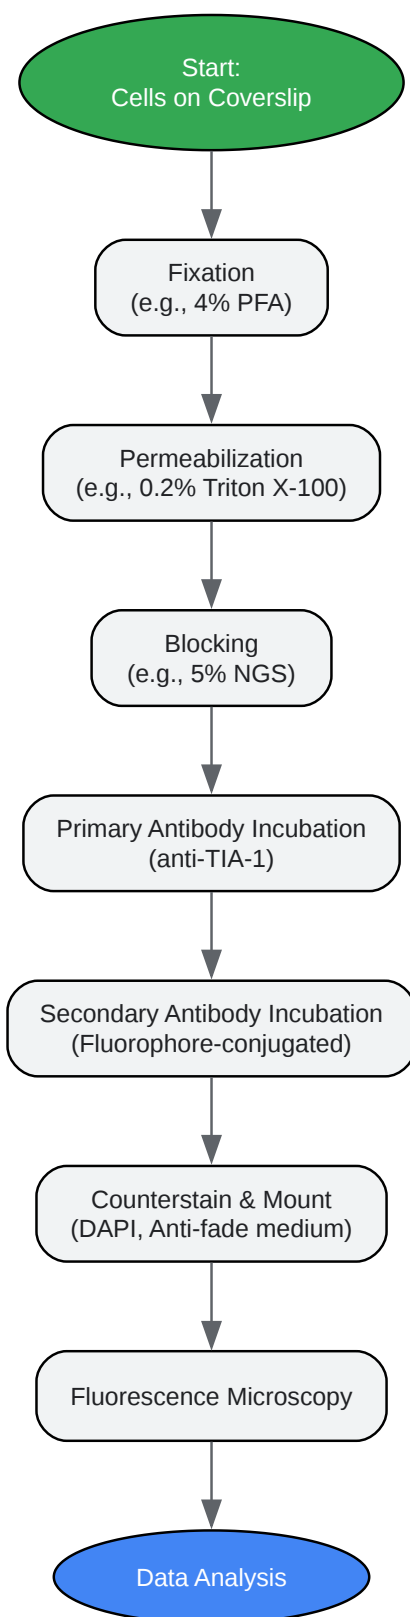 Start:
Cells on Coverslip
Fixation
(e.g., 4% PFA)
Permeabilization
(e.g., 0.2% Triton X-100)
Blocking
(e.g., 5% NGS)
Primary Antibody Incubation
(anti-TIA-1)
Secondary Antibody Incubation
(Fluorophore-conjugated)
Counterstain & Mount
(DAPI, Anti-fade medium)
Fluorescence Microscopy
Data Analysis